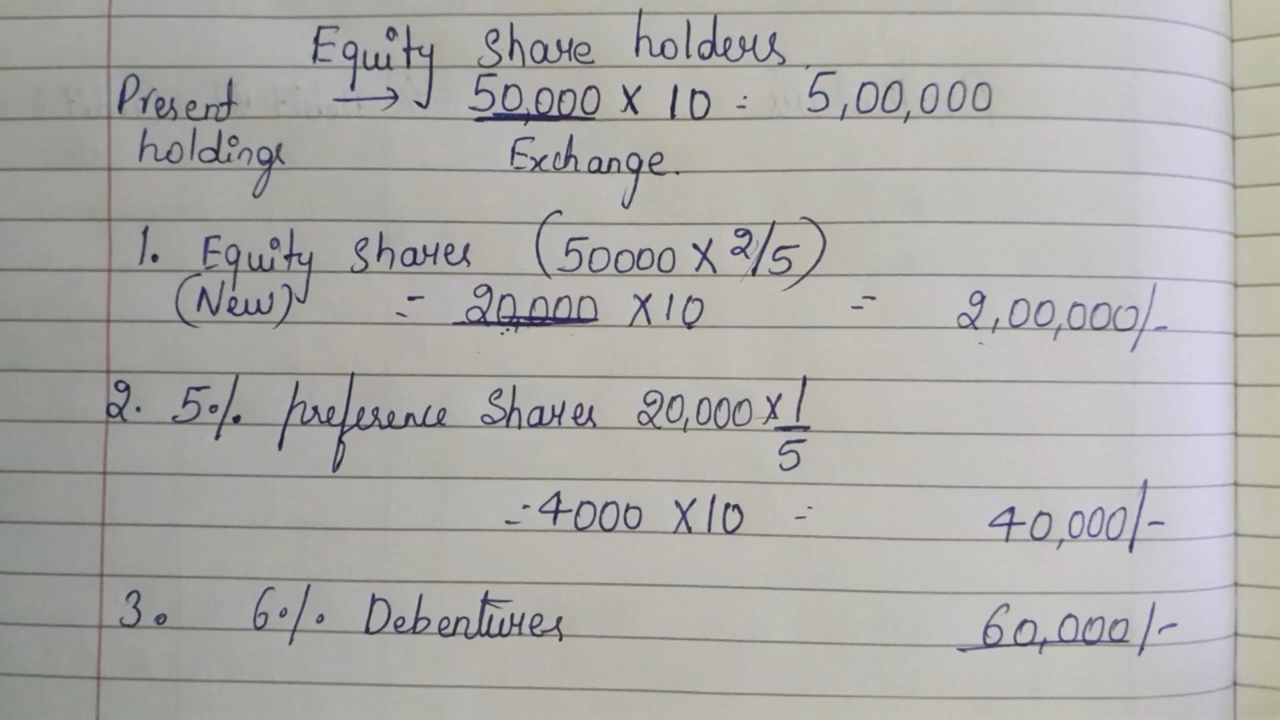 Equity Share holders
Present → 50,000 X 10 = 5,00,000
holdings Exchange.
1. Equity Shares (50000 X 2/5)
(New) = 20,000 X10 = 2,00,000/-
2. 5% preference Shares 20,000 x 1/5
= 4000 X10 = 40,000/-
3. 6% Debentures 60,000/-